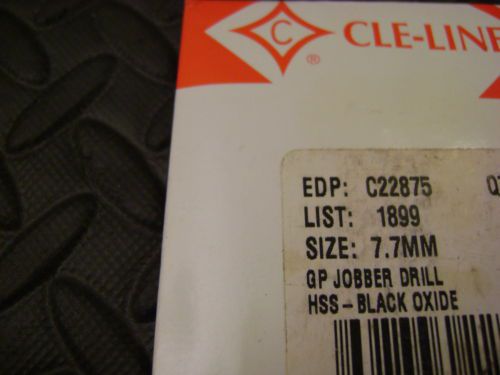 C
® CLE-LINE
EDP: C22875
LIST: 1899
SIZE: 7.7MM
GP JOBBER DRILL
HSS-BLACK OXIDE